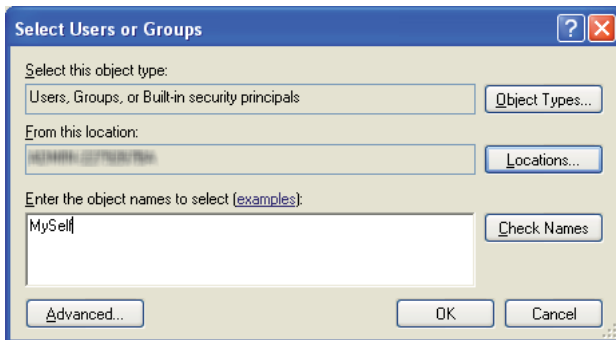 Select Users or Groups
Select this object type:
Users, Groups, or Built-in security principals
Object Types...
From this location:
Locations...
Enter the object names to select (examples):
MySelf
Check Names
Advanced...
OK
Cancel